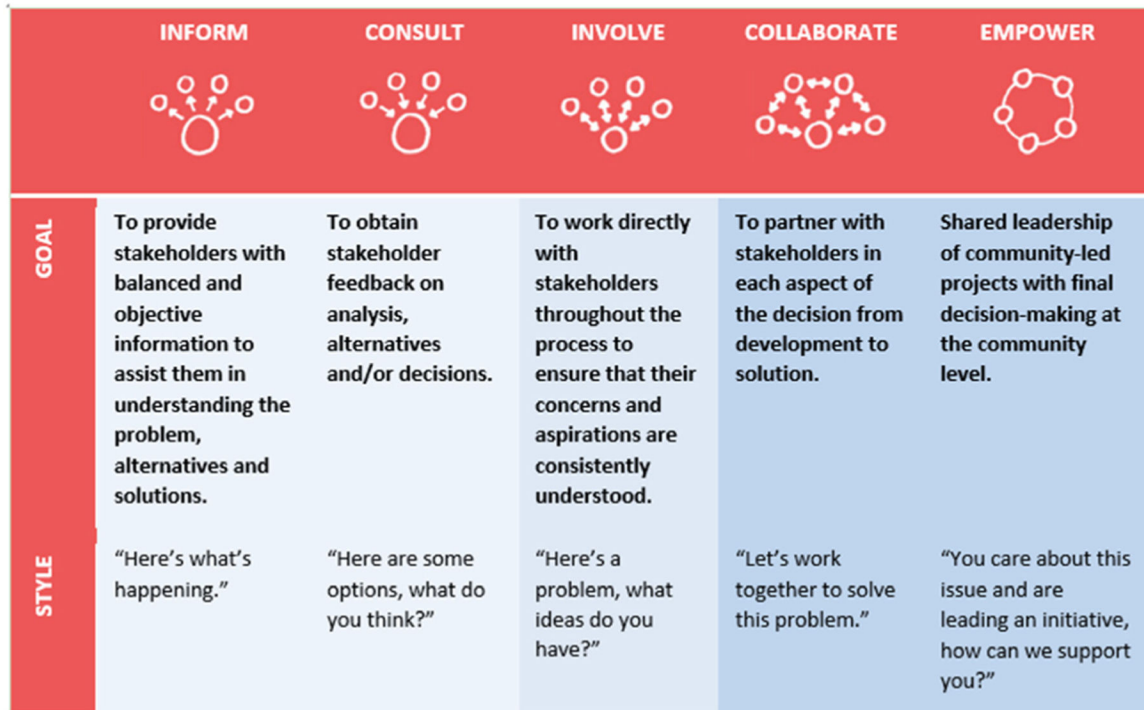 INFORM
CONSULT
INVOLVE
COLLABORATE
EMPOWER
GOAL
To provide
stakeholders with
balanced and
objective
information to
assist them in
understanding the
problem,
alternatives and
solutions.
To obtain
stakeholder
feedback on
analysis,
alternatives
and/or decisions.
To work directly
with
stakeholders
throughout the
process to
ensure that their
concerns and
aspirations are
consistently
understood.
To partner with
stakeholders in
each aspect of
the decision from
development to
solution.
Shared leadership
of community-led
projects with final
decision-making at
the community
level.
STYLE
“Here’s what’s
happening.”
“Here are some
options, what do
you think?”
“Here’s a
problem, what
ideas do you
have?”
“Let’s work
together to solve
this problem.”
“You care about this
issue and are
leading an initiative,
how can we support
you?”